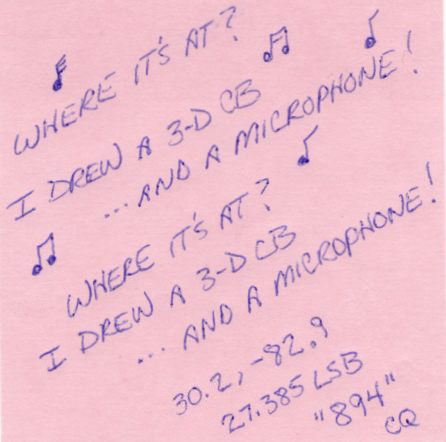 WHERE IT'S AT?
I DREW A 3-D CB
...AND A MICROPHONE!
WHERE IT'S AT?
I DREW A 3-D CB
... AND A MICROPHONE!
30.2, -82.9
27.385 LSB
"894"
CQ